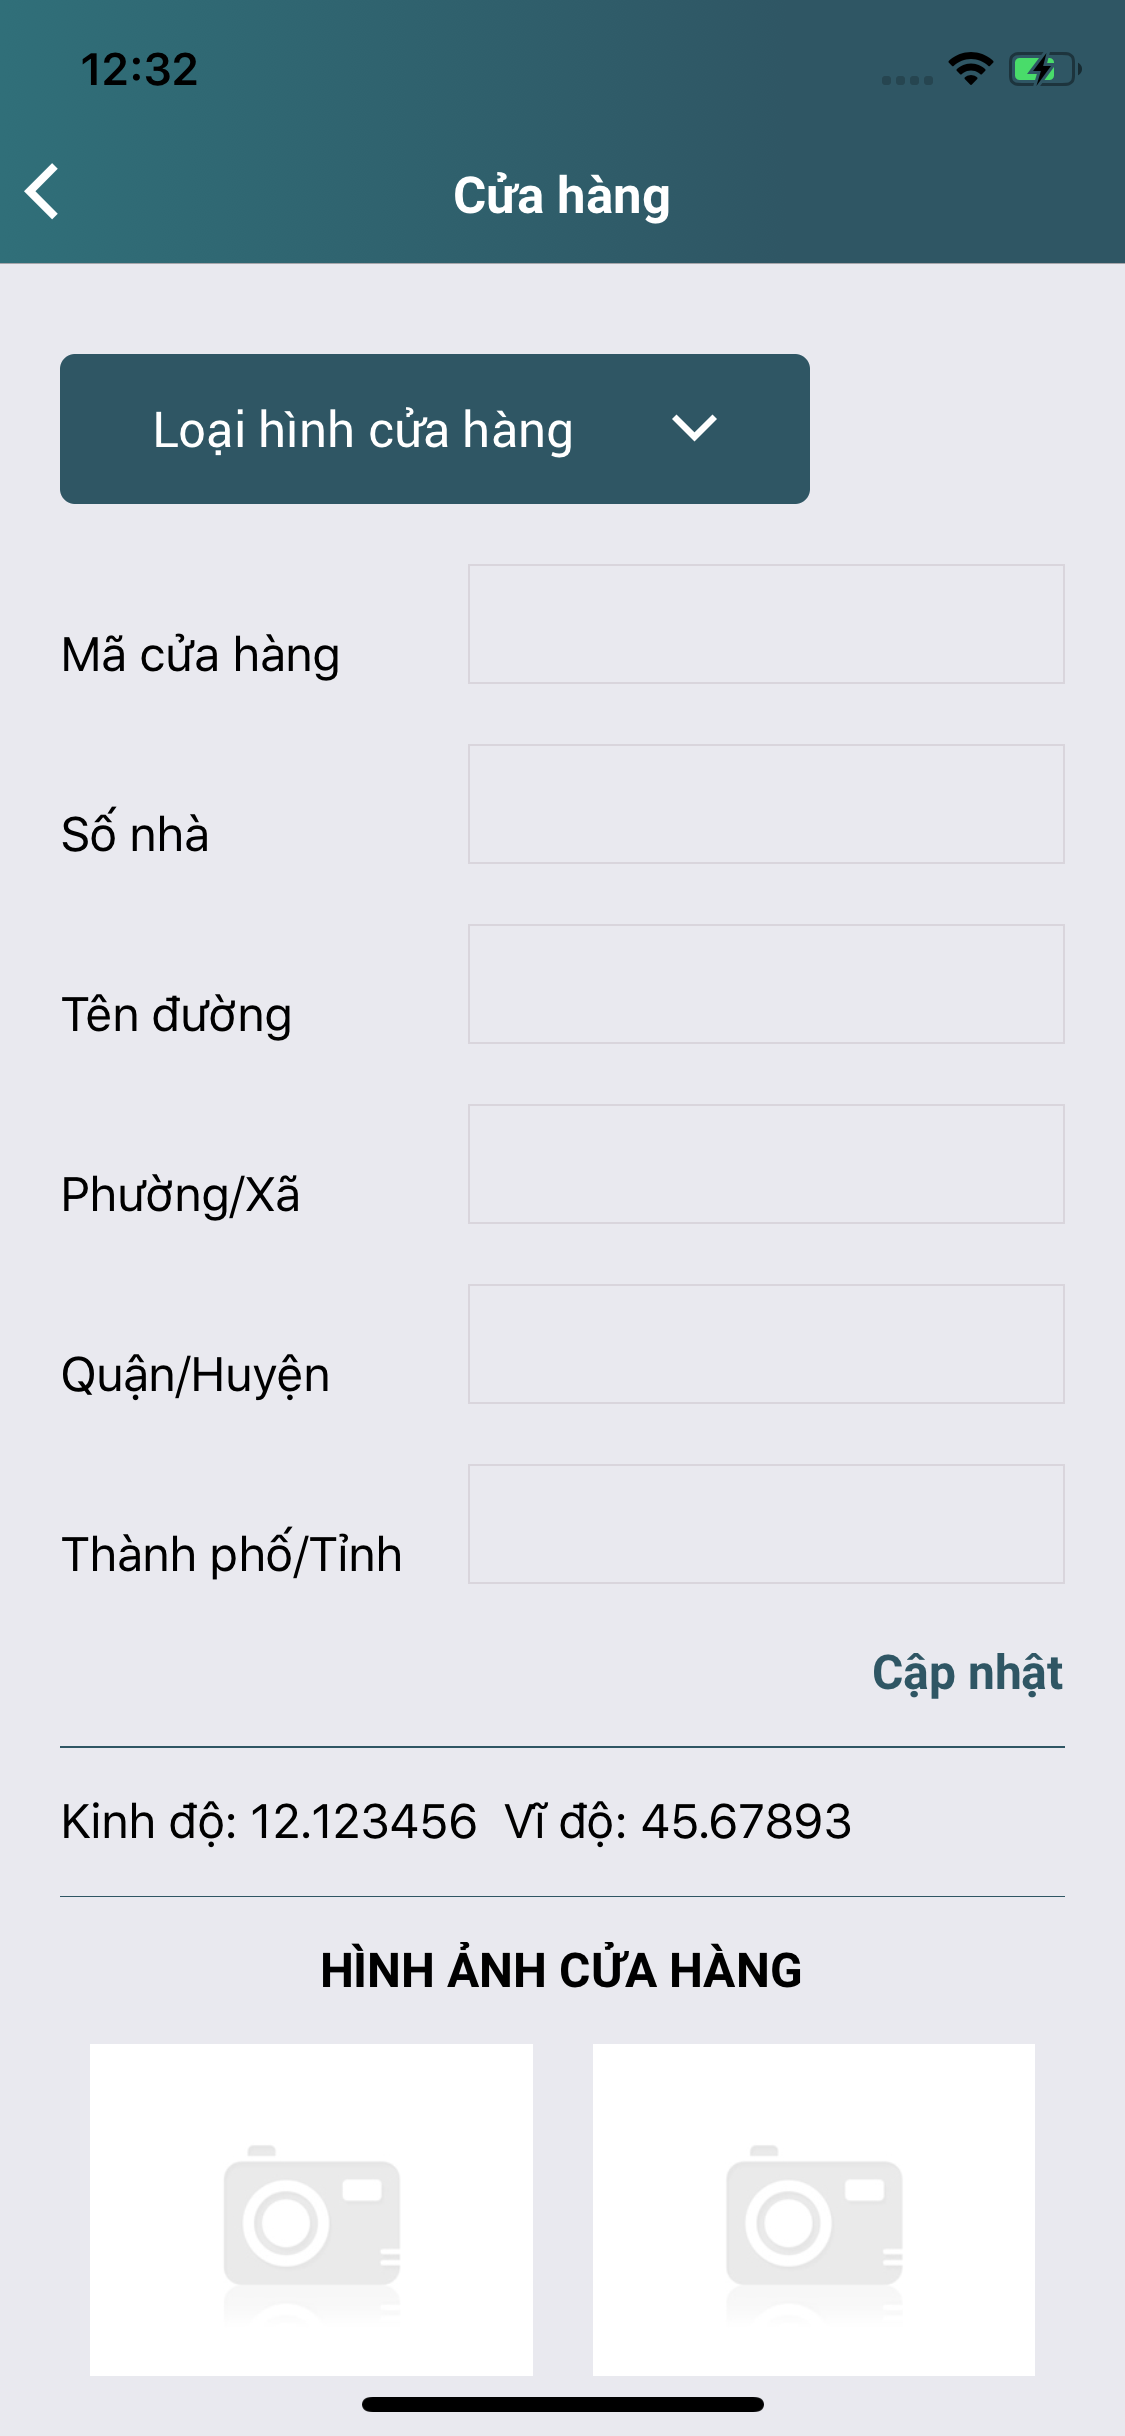 12:32
Cửa hàng
Loại hình cửa hàng
Mã cửa hàng
Số nhà
Tên đường
Phường/Xã
Quận/Huyện
Thành phố/Tỉnh
Cập nhật
Kinh độ: 12.123456  Vĩ độ: 45.67893
HÌNH ẢNH CỬA HÀNG